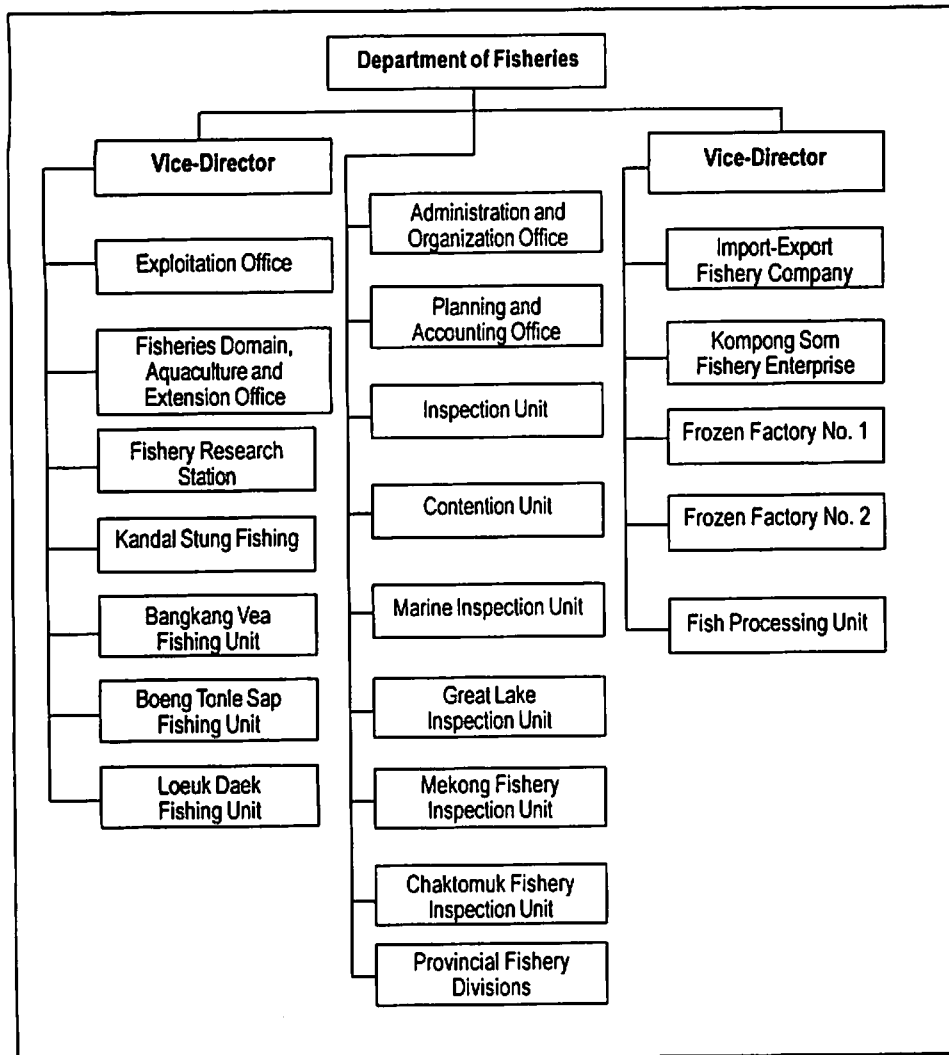 Department of Fisheries
Vice-Director
Exploitation Office
Fisheries Domain,
Aquaculture and
Extension Office
Fishery Research
Station
Kandal Stung Fishing
Bangkang Vea
Fishing Unit
Boeng Tonle Sap
Fishing Unit
Loeuk Daek
Fishing Unit
Administration and
Organization Office
Planning and
Accounting Office
Inspection Unit
Contention Unit
Marine Inspection Unit
Great Lake
Inspection Unit
Mekong Fishery
Inspection Unit
Chaktomuk Fishery
Inspection Unit
Provincial Fishery
Divisions
Vice-Director
Import-Export
Fishery Company
Kompong Som
Fishery Enterprise
Frozen Factory No. 1
Frozen Factory No. 2
Fish Processing Unit